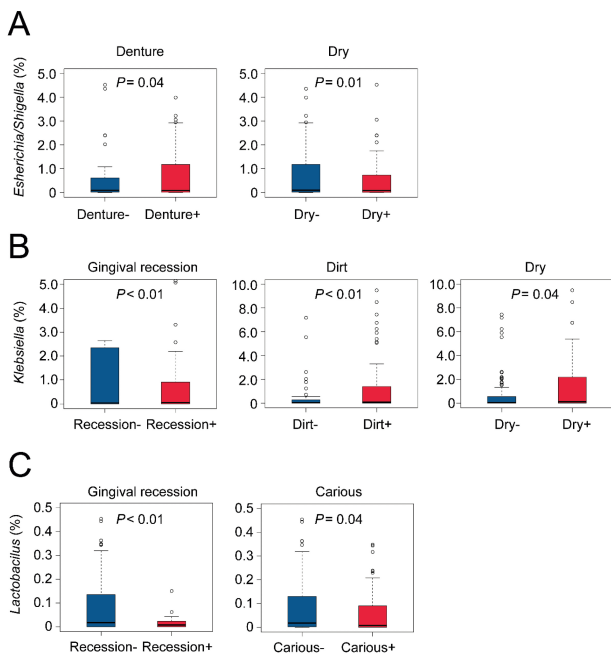 A
Denture
Dry
Esherichia/Shigella (%)
5.0
4.0
3.0
2.0
1.0
0
P = 0.04
Denture-
Denture+
5.0
4.0
3.0
2.0
1.0
0
P = 0.01
Dry-
Dry+
B
Gingival recession
Dirt
Dry
Klebsiella (%)
5.0
4.0
3.0
2.0
1.0
0
P < 0.01
Recession-
Recession+
10.0
8.0
6.0
4.0
2.0
0
P < 0.01
Dirt-
Dirt+
10.0
8.0
6.0
4.0
2.0
0
P = 0.04
Dry-
Dry+
C
Gingival recession
Carious
Lactobacillus (%)
0.5
0.4
0.3
0.2
0.1
0
P < 0.01
Recession-
Recession+
0.5
0.4
0.3
0.2
0.1
0
P = 0.04
Carious-
Carious+